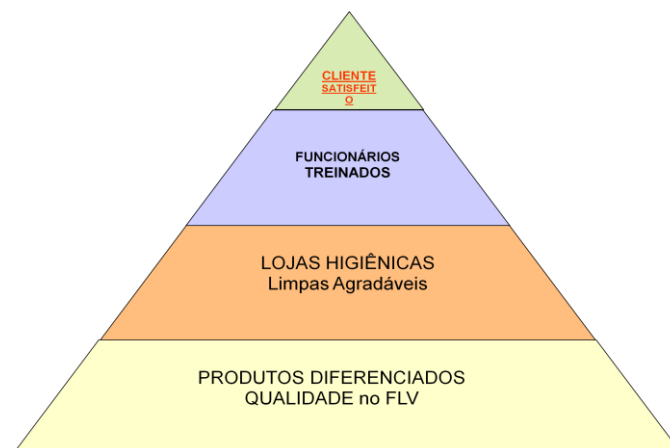 CLIENTE
SATISFEIT
O
FUNCIONÁRIOS
TREINADOS
LOJAS HIGIÊNICAS
Limpas Agradáveis
PRODUTOS DIFERENCIADOS
QUALIDADE no FLV